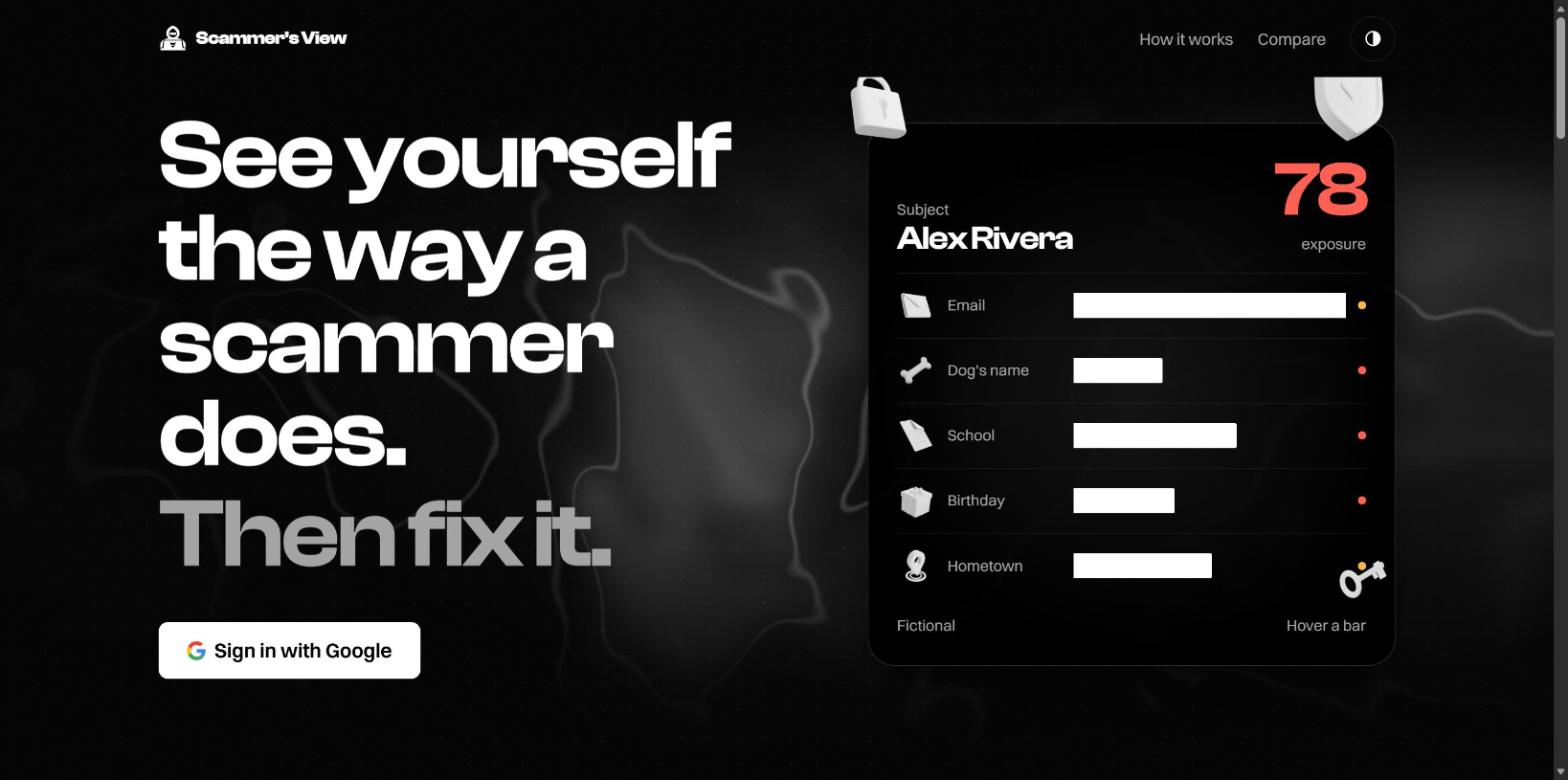 Scammer's View
How it works
Compare
See yourself
the way a
scammer
does.
Then fix it.
Sign in with Google
78
Subject
Alex Rivera
exposure
Email
Dog's name
School
Birthday
Hometown
Fictional
Hover a bar